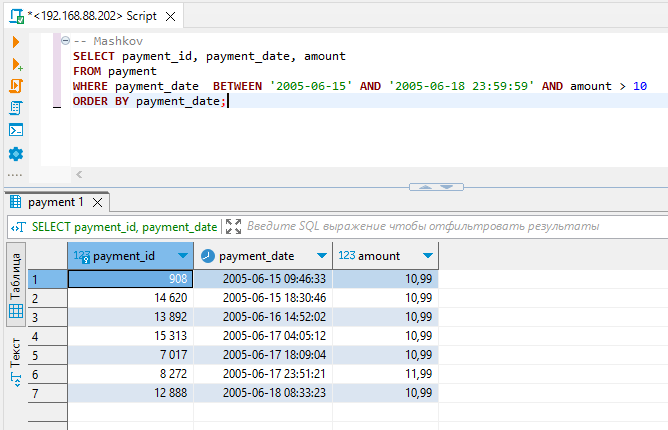 *<192.168.88.202> Script
-- Mashkov
SELECT payment_id, payment_date, amount
FROM payment
WHERE payment_date  BETWEEN '2005-06-15' AND '2005-06-18 23:59:59' AND amount > 10
ORDER BY payment_date;
payment 1
SELECT payment_id, payment_date
Введите SQL выражение чтобы отфильтровать результаты
Таблица
Текст
123 payment_id payment_date 123 amount
1 908 2005-06-15 09:46:33 10,99
2 14 620 2005-06-15 18:30:46 10,99
3 13 892 2005-06-16 14:52:02 10,99
4 15 313 2005-06-17 04:05:12 10,99
5 7 017 2005-06-17 18:09:04 10,99
6 8 272 2005-06-17 23:51:21 11,99
7 12 888 2005-06-18 08:33:23 10,99